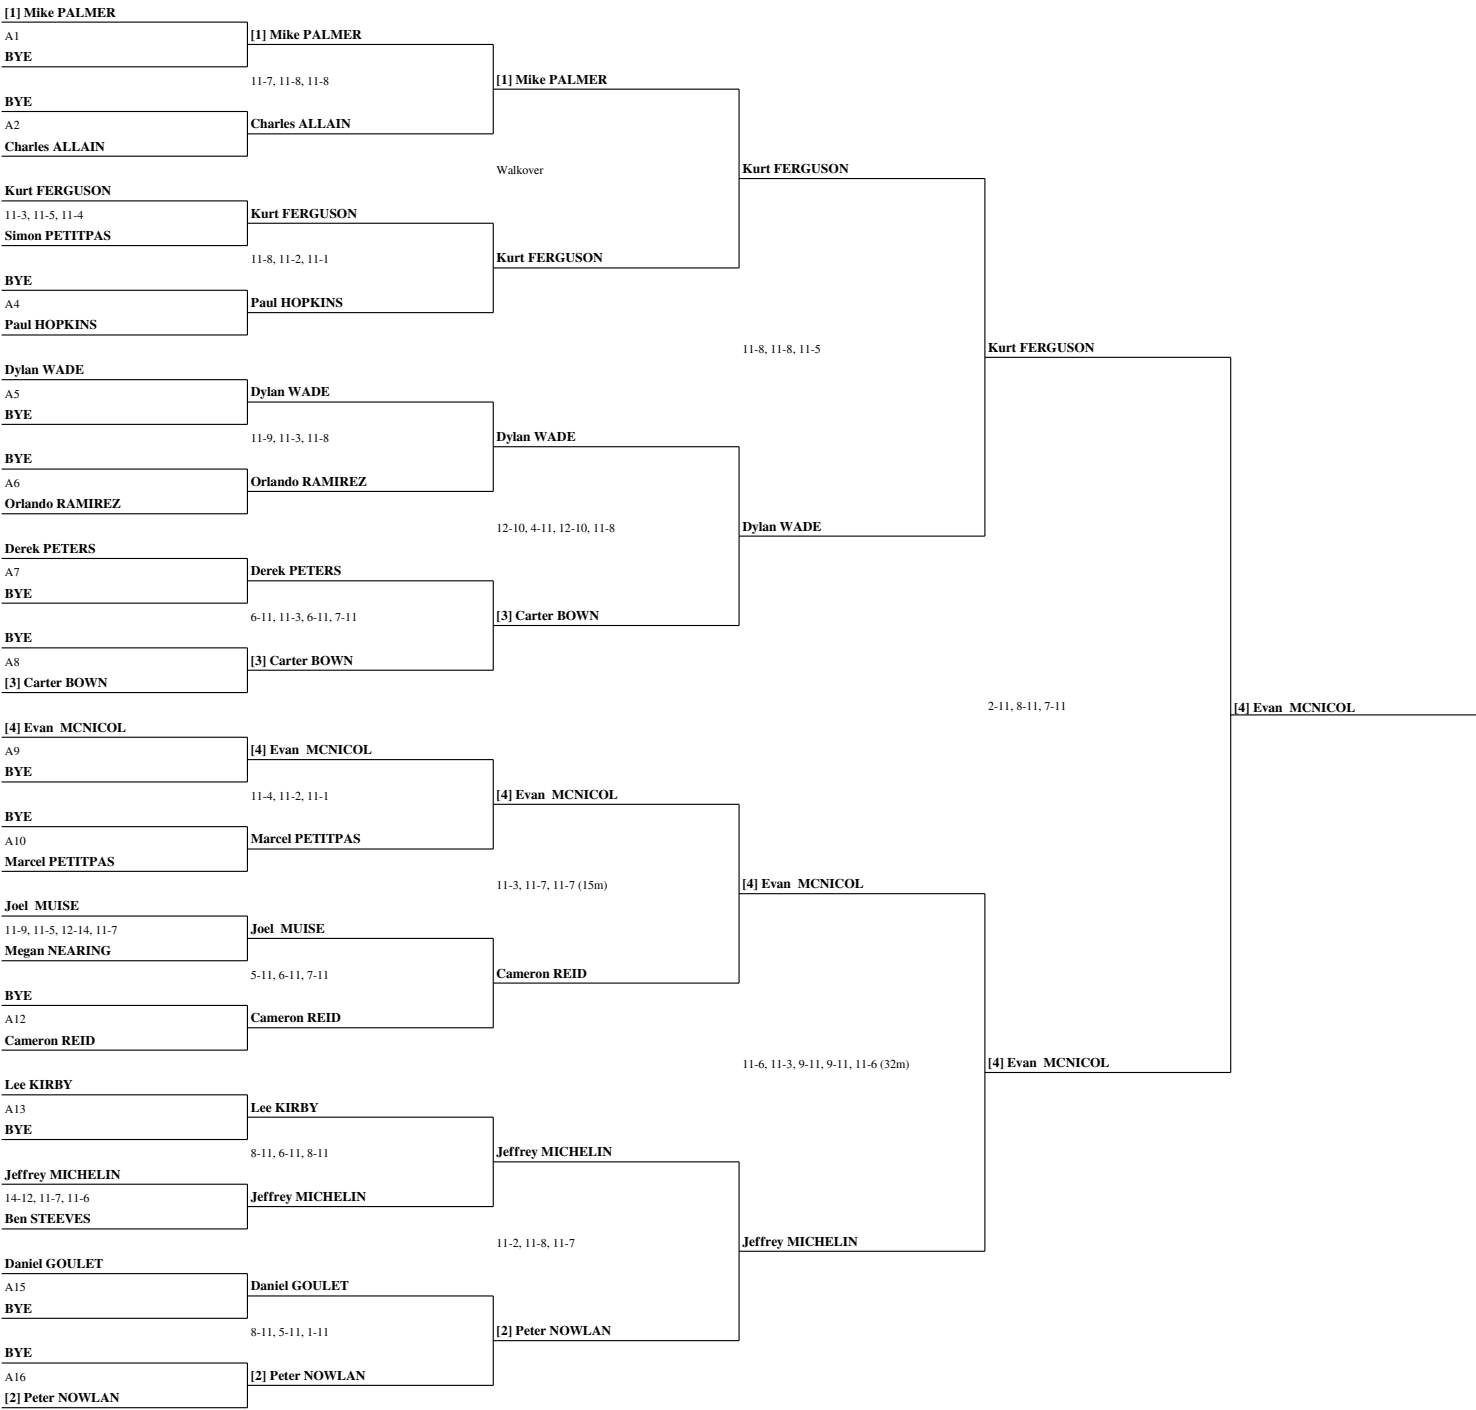 [1] Mike PALMER
A1
BYE
BYE
A2
Charles ALLAIN
Kurt FERGUSON
11-3, 11-5, 11-4
Simon PETITPAS
BYE
A4
Paul HOPKINS
Dylan WADE
A5
BYE
BYE
A6
Orlando RAMIREZ
Derek PETERS
A7
BYE
BYE
A8
[3] Carter BOWN
[4] Evan  MCNICOL
A9
BYE
BYE
A10
Marcel PETITPAS
Joel  MUISE
11-9, 11-5, 12-14, 11-7
Megan NEARING
BYE
A12
Cameron REID
Lee KIRBY
A13
BYE
Jeffrey MICHELIN
14-12, 11-7, 11-6
Ben STEEVES
Daniel GOULET
A15
BYE
BYE
A16
[2] Peter NOWLAN
[1] Mike PALMER
11-7, 11-8, 11-8
Charles ALLAIN
Kurt FERGUSON
11-8, 11-2, 11-1
Paul HOPKINS
Dylan WADE
11-9, 11-3, 11-8
Orlando RAMIREZ
Derek PETERS
6-11, 11-3, 6-11, 7-11
[3] Carter BOWN
[4] Evan  MCNICOL
11-4, 11-2, 11-1
Marcel PETITPAS
Joel  MUISE
5-11, 6-11, 7-11
Cameron REID
Lee KIRBY
8-11, 6-11, 8-11
Jeffrey MICHELIN
Daniel GOULET
8-11, 5-11, 1-11
[2] Peter NOWLAN
[1] Mike PALMER
Walkover
Kurt FERGUSON
Dylan WADE
12-10, 4-11, 12-10, 11-8
[3] Carter BOWN
[4] Evan  MCNICOL
11-3, 11-7, 11-7 (15m)
Cameron REID
Jeffrey MICHELIN
11-2, 11-8, 11-7
[2] Peter NOWLAN
Kurt FERGUSON
11-8, 11-8, 11-5
Dylan WADE
[4] Evan  MCNICOL
11-6, 11-3, 9-11, 9-11, 11-6 (32m)
Jeffrey MICHELIN
Kurt FERGUSON
2-11, 8-11, 7-11
[4] Evan  MCNICOL
[4] Evan  MCNICOL